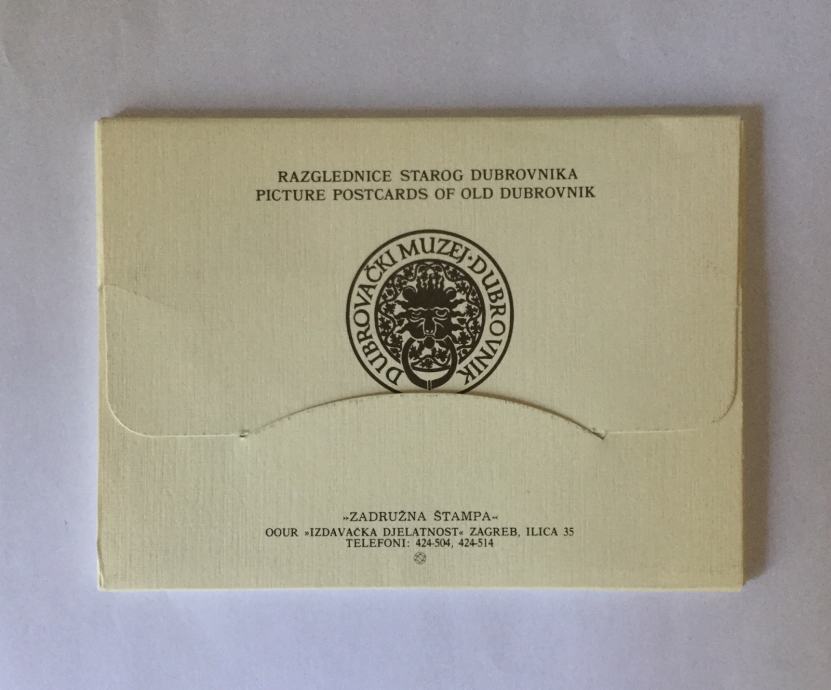 RAZGLEDNICE STAROG DUBROVNIKA
PICTURE POSTCARDS OF OLD DUBROVNIK
DUBROVAČKI MUZEJ·DUBROVNIK
»ZADRUŽNA ŠTAMPA«
OOUR »IZDAVAČKA DJELATNOST« ZAGREB, ILICA 35
TELEFONI: 424-504, 424-514